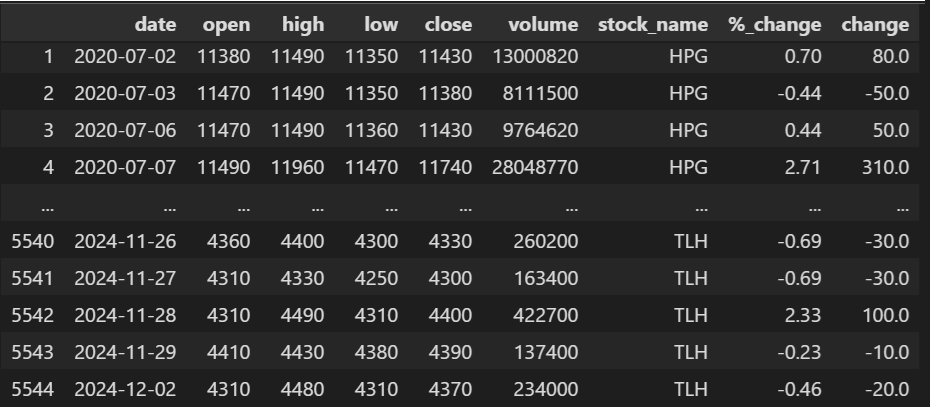 date open high low close volume stock_name %_change change
1 2020-07-02 11380 11490 11350 11430 13000820 HPG 0.70 80.0
2 2020-07-03 11470 11490 11350 11380 8111500 HPG -0.44 -50.0
3 2020-07-06 11470 11490 11360 11430 9764620 HPG 0.44 50.0
4 2020-07-07 11490 11960 11470 11740 28048770 HPG 2.71 310.0
... ... ... ... ... ... ... ... ... ...
5540 2024-11-26 4360 4400 4300 4330 260200 TLH -0.69 -30.0
5541 2024-11-27 4310 4330 4250 4300 163400 TLH -0.69 -30.0
5542 2024-11-28 4310 4490 4310 4400 422700 TLH 2.33 100.0
5543 2024-11-29 4410 4430 4380 4390 137400 TLH -0.23 -10.0
5544 2024-12-02 4310 4480 4310 4370 234000 TLH -0.46 -20.0